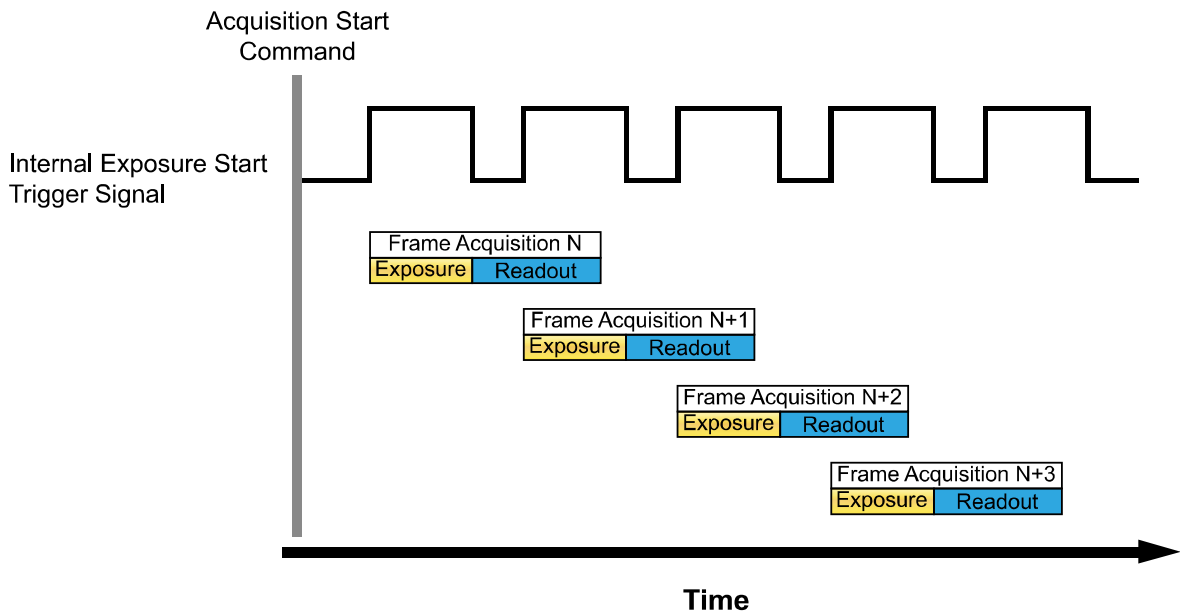 Acquisition Start
Command
Internal Exposure Start
Trigger Signal
Frame Acquisition N
Exposure Readout
Frame Acquisition N+1
Exposure Readout
Frame Acquisition N+2
Exposure Readout
Frame Acquisition N+3
Exposure Readout
Time